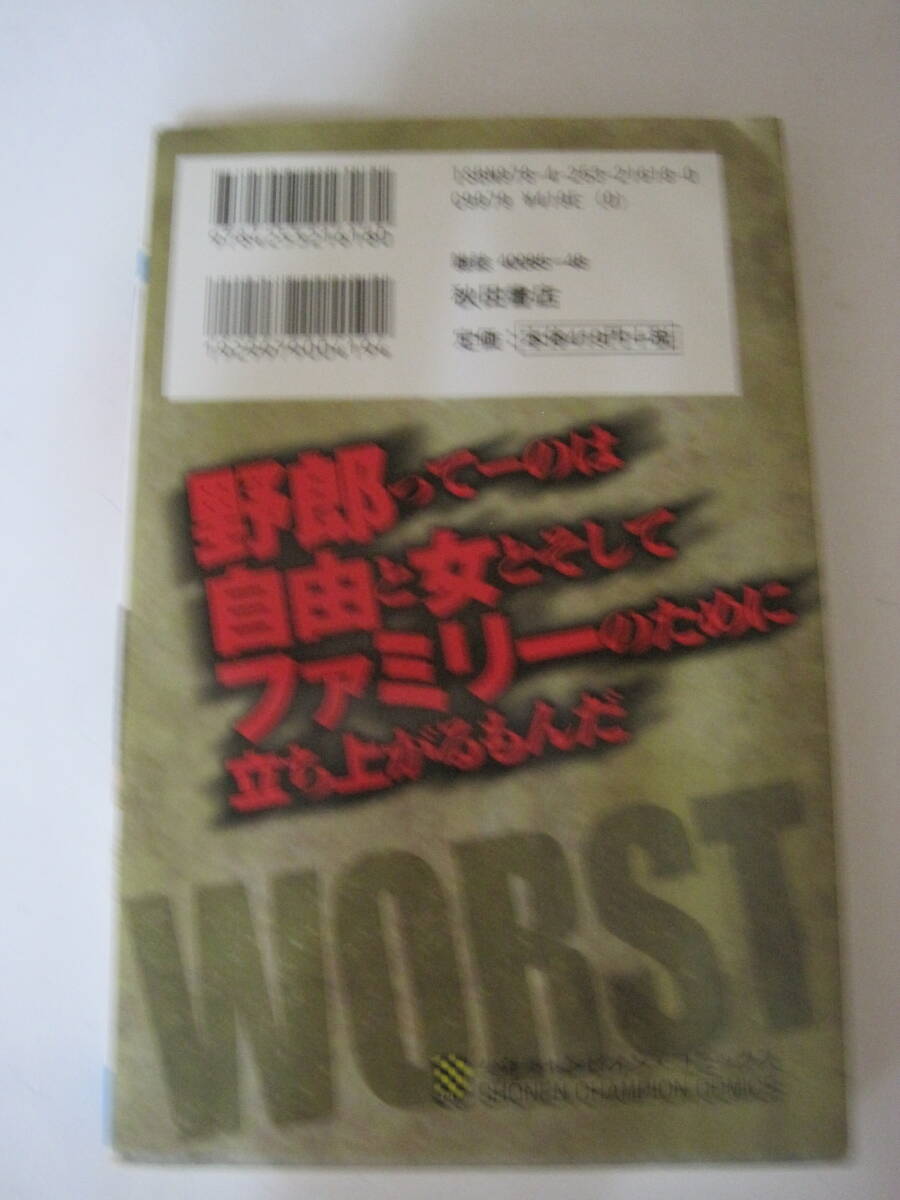 9784253216180
1929979004194
秋田書店
定価：
野郎ってーのは
自由と女とそして
ファミリーのために
立ち上がるもんだ
WORST
SHONEN CHAMPION COMICS